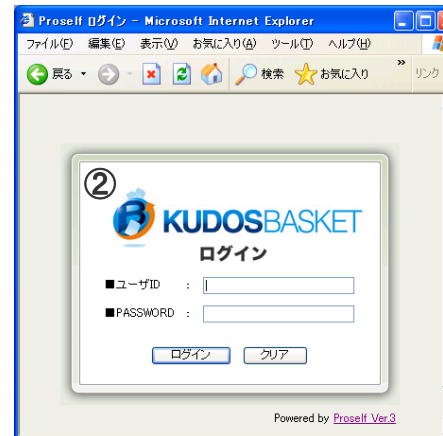 Proself ログイン - Microsoft Internet Explorer
ファイル(F) 編集(E) 表示(V) お気に入り(A) ツール(T) ヘルプ(H)
戻る 検索 お気に入り » リンク
②
KUDOSBASKET
ログイン
■ユーザID :
■PASSWORD :
ログイン クリア
Powered by Proself Ver.3